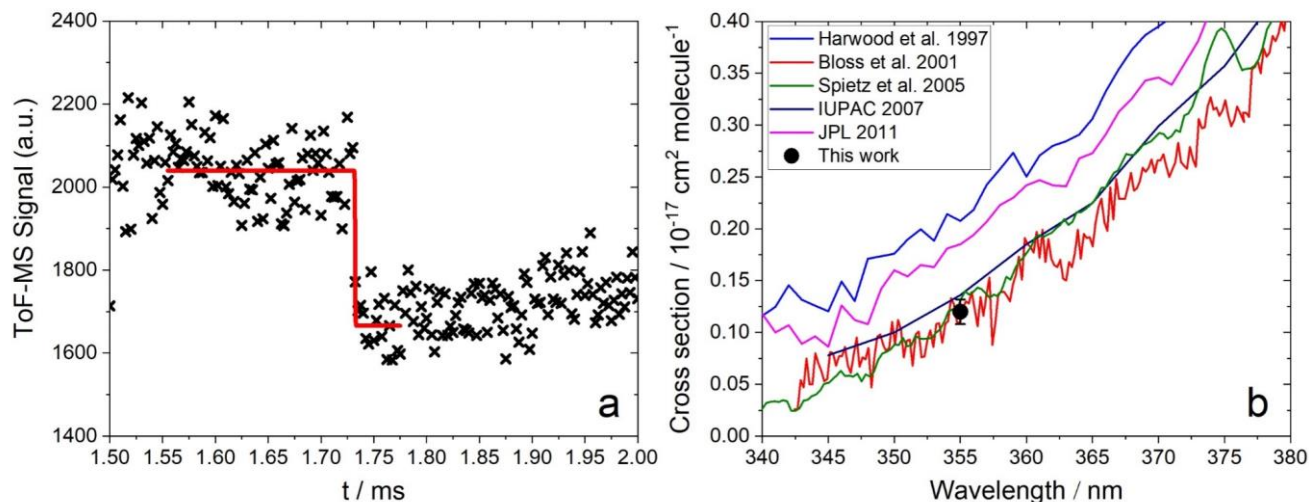 2400
2200
2000
1800
1600
1400
ToF-MS Signal (a.u.)
1.50 1.55 1.60 1.65 1.70 1.75 1.80 1.85 1.90 1.95 2.00
t / ms
a
0.40
0.35
0.30
0.25
0.20
0.15
0.10
0.05
0.00
Cross section / 10⁻¹⁷ cm² molecule⁻¹
Harwood et al. 1997
Bloss et al. 2001
Spietz et al. 2005
IUPAC 2007
JPL 2011
This work
340 345 350 355 360 365 370 375 380
Wavelength / nm
b